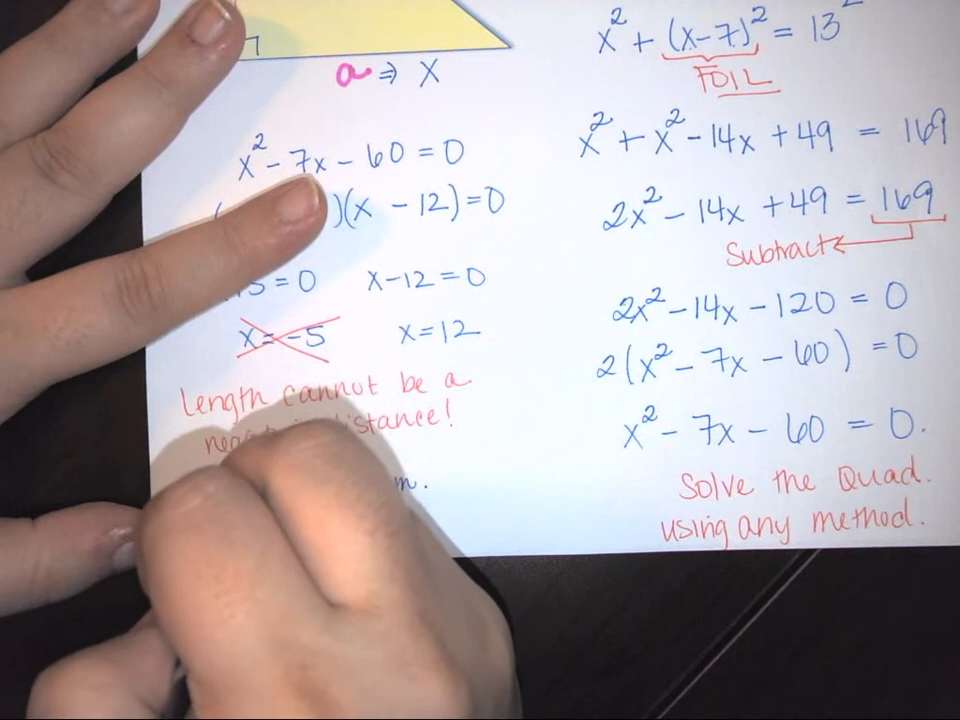 a ⇒ x
x² - 7x - 60 = 0
)(x - 12) = 0
5 = 0 x - 12 = 0
x = -5 x = 12
Length cannot be a
distance!
m.
x² + (x - 7)² = 13²
FOIL
x² + x² - 14x + 49 = 169
2x² - 14x + 49 = 169
Subtract
2x² - 14x - 120 = 0
2(x² - 7x - 60) = 0
x² - 7x - 60 = 0.
Solve the Quad.
using any method.